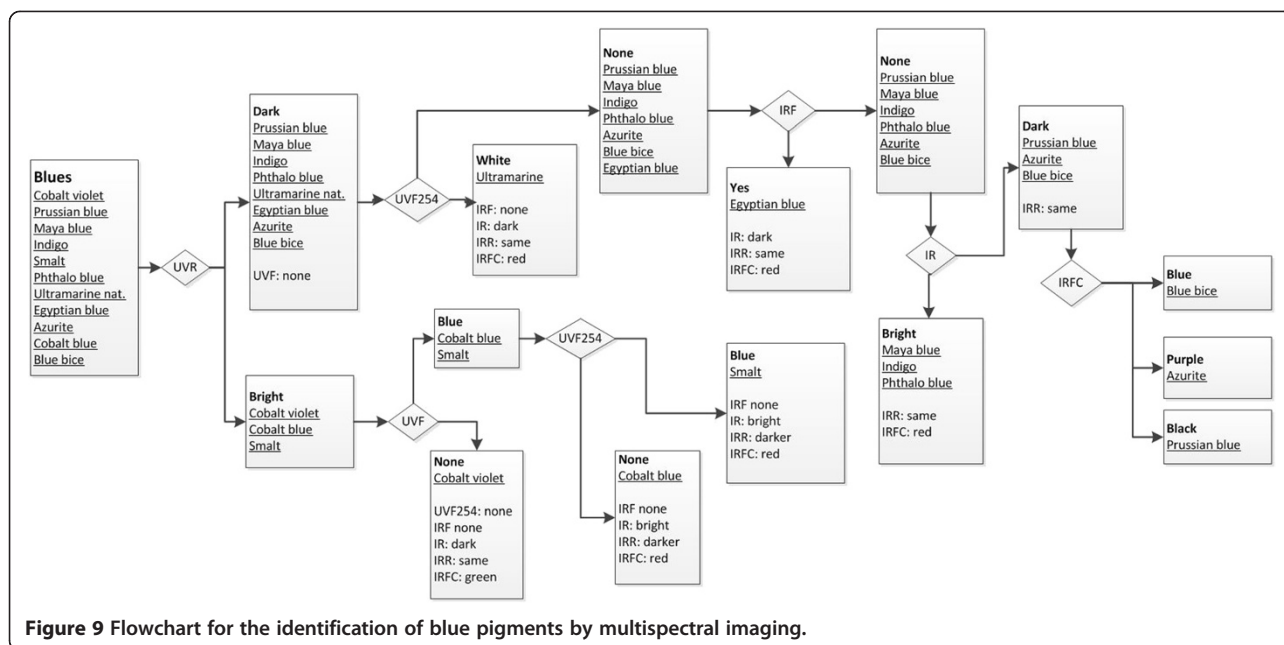 Blues
Cobalt violet
Prussian blue
Maya blue
Indigo
Smalt
Phthalo blue
Ultramarine nat.
Egyptian blue
Azurite
Cobalt blue
Blue bice
UVR
Dark
Prussian blue
Maya blue
Indigo
Phthalo blue
Ultramarine nat.
Egyptian blue
Azurite
Blue bice
UVF: none
UVF254
White
Ultramarine
IRF: none
IR: dark
IRR: same
IRFC: red
None
Prussian blue
Maya blue
Indigo
Phthalo blue
Azurite
Blue bice
Egyptian blue
IRF
Yes
Egyptian blue
IR: dark
IRR: same
IRFC: red
None
Prussian blue
Maya blue
Indigo
Phthalo blue
Azurite
Blue bice
IR
Dark
Prussian blue
Azurite
Blue bice
IRR: same
IRFC
Blue
Blue bice
Purple
Azurite
Black
Prussian blue
Bright
Maya blue
Indigo
Phthalo blue
IRR: same
IRFC: red
Bright
Cobalt violet
Cobalt blue
Smalt
UVF
Blue
Cobalt blue
Smalt
UVF254
Blue
Smalt
IRF none
IR: bright
IRR: darker
IRFC: red
None
Cobalt violet
UVF254: none
IRF none
IR: dark
IRR: same
IRFC: green
None
Cobalt blue
IRF none
IR: bright
IRR: darker
IRFC: red
Figure 9 Flowchart for the identification of blue pigments by multispectral imaging.